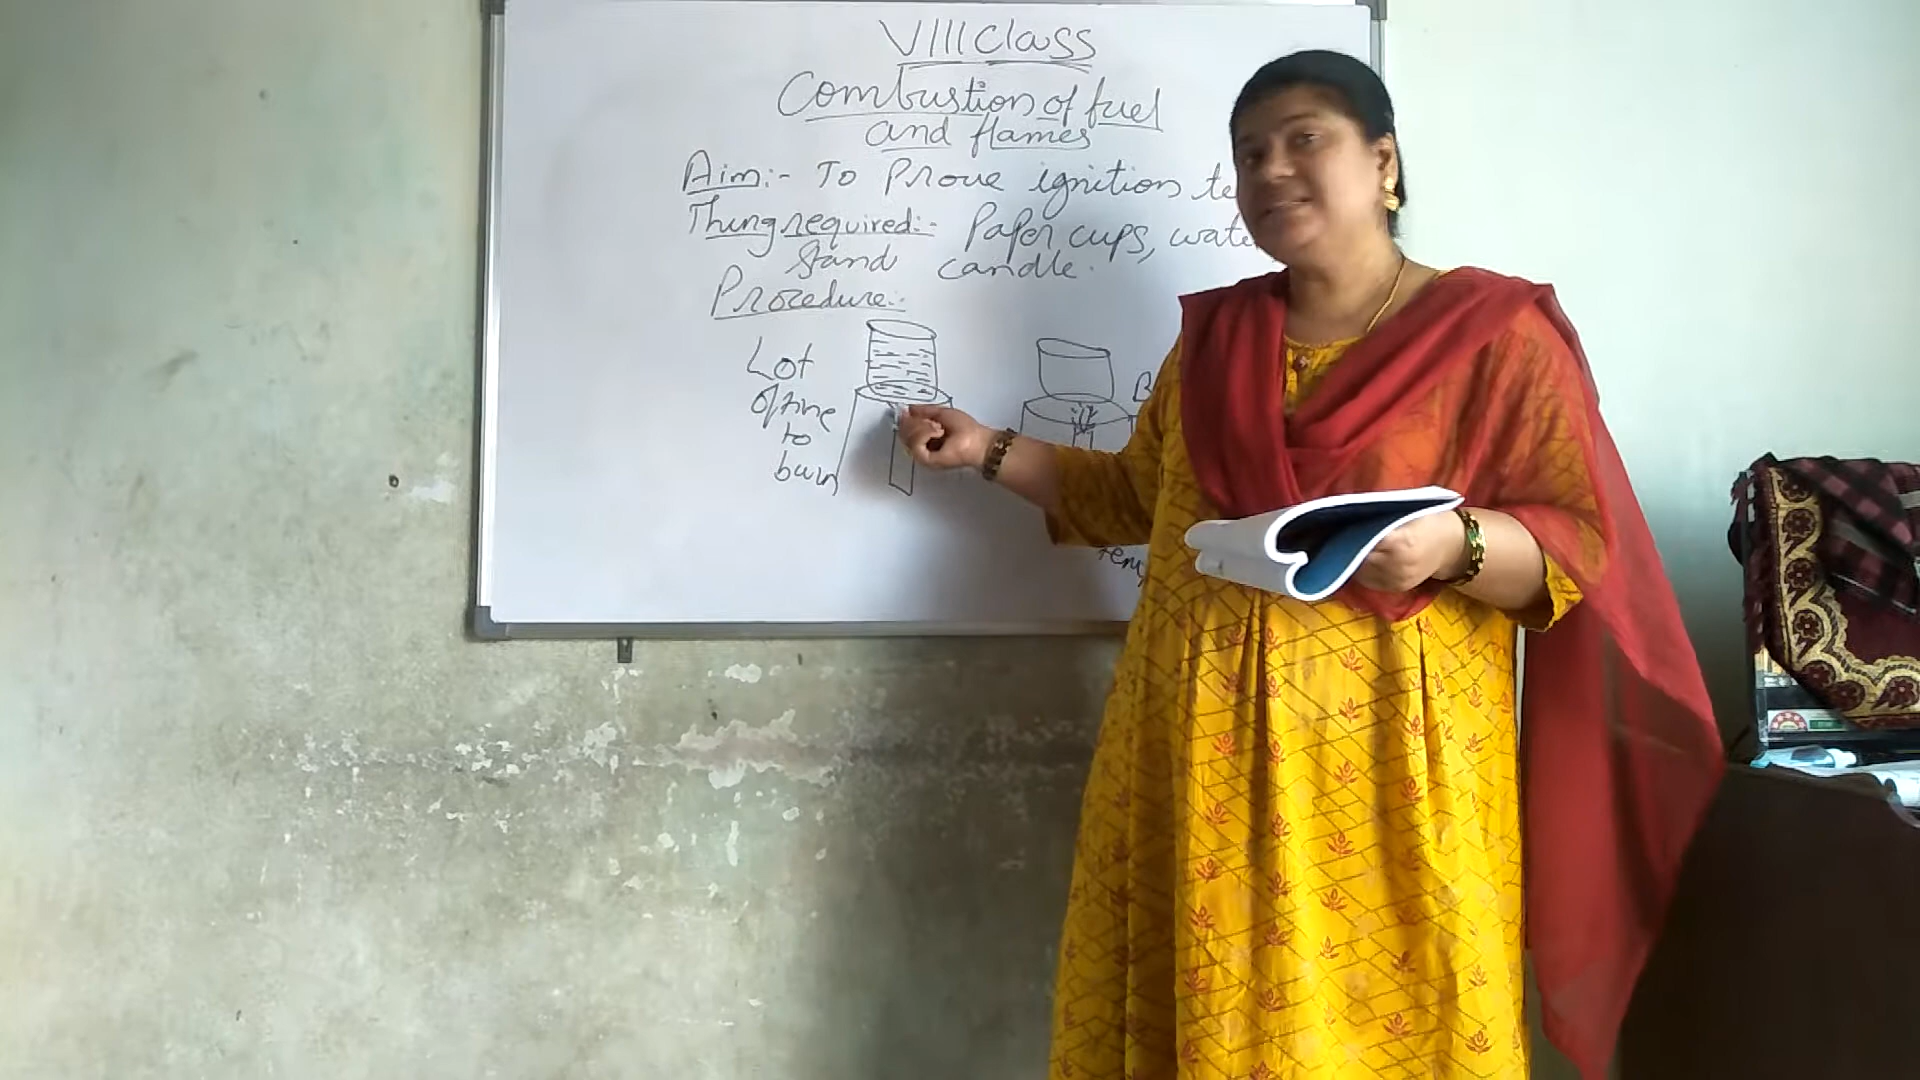 VIII Class
Combustion of fuel
and flames
Aim:- To Prove ignition te
Thing required:- Paper cups, wate
stand candle.
Procedure:-
Lot
of time
to
burn
B
tem